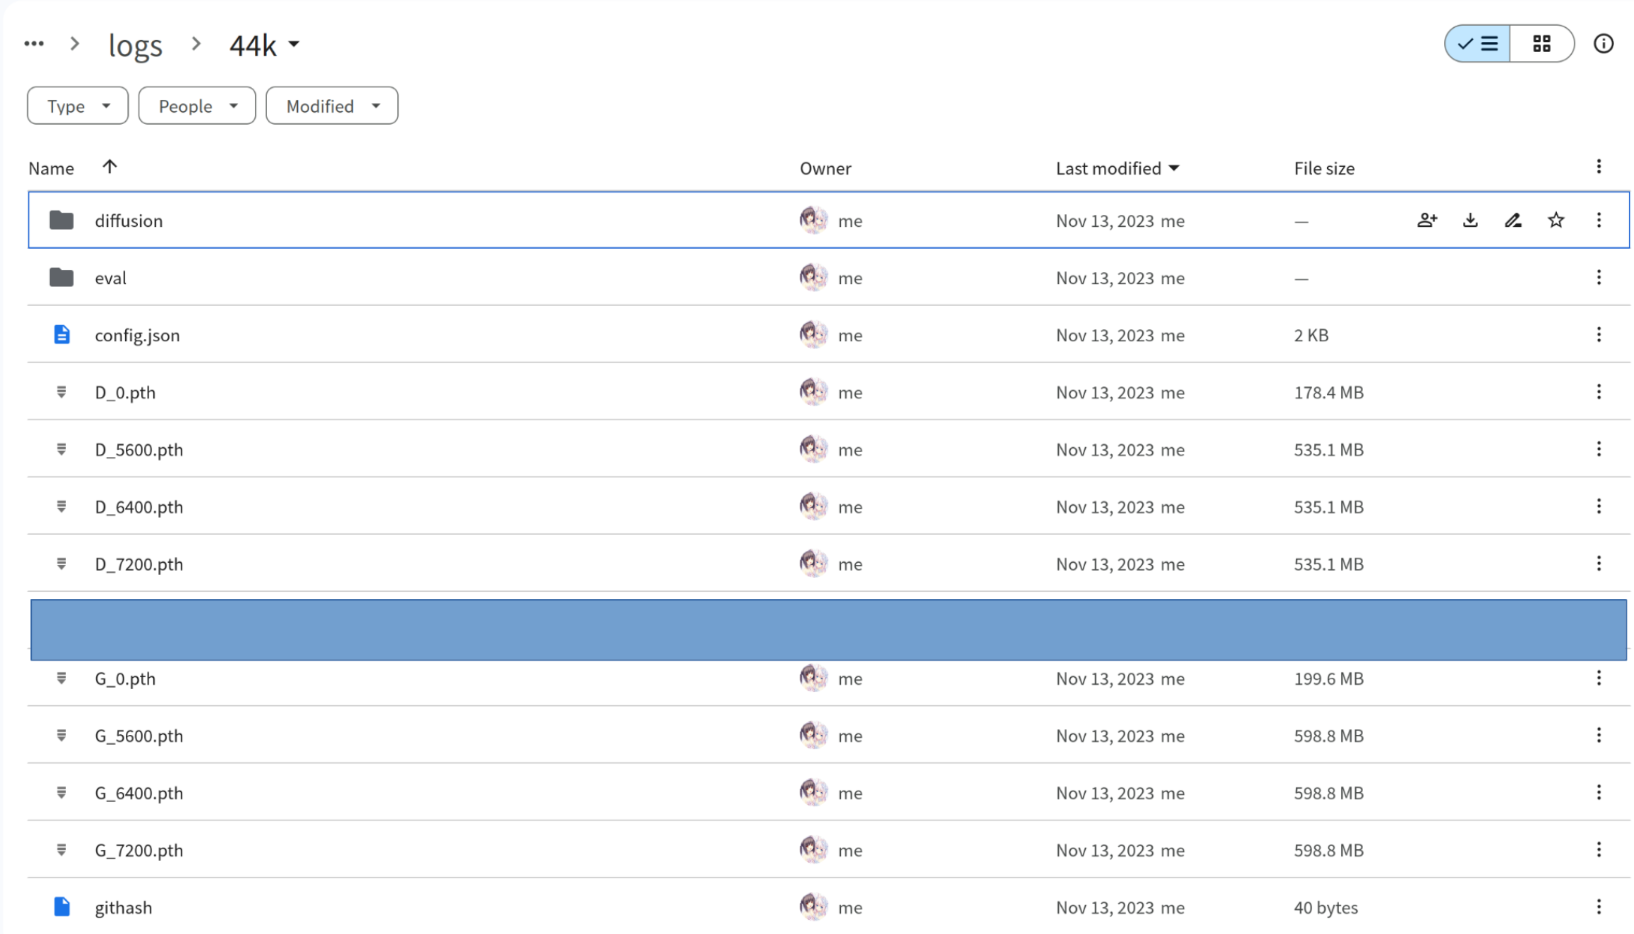 ... > logs > 44k
Type People Modified
Name Owner Last modified File size
diffusion me Nov 13, 2023 me —
eval me Nov 13, 2023 me —
config.json me Nov 13, 2023 me 2 KB
D_0.pth me Nov 13, 2023 me 178.4 MB
D_5600.pth me Nov 13, 2023 me 535.1 MB
D_6400.pth me Nov 13, 2023 me 535.1 MB
D_7200.pth me Nov 13, 2023 me 535.1 MB
G_0.pth me Nov 13, 2023 me 199.6 MB
G_5600.pth me Nov 13, 2023 me 598.8 MB
G_6400.pth me Nov 13, 2023 me 598.8 MB
G_7200.pth me Nov 13, 2023 me 598.8 MB
githash me Nov 13, 2023 me 40 bytes